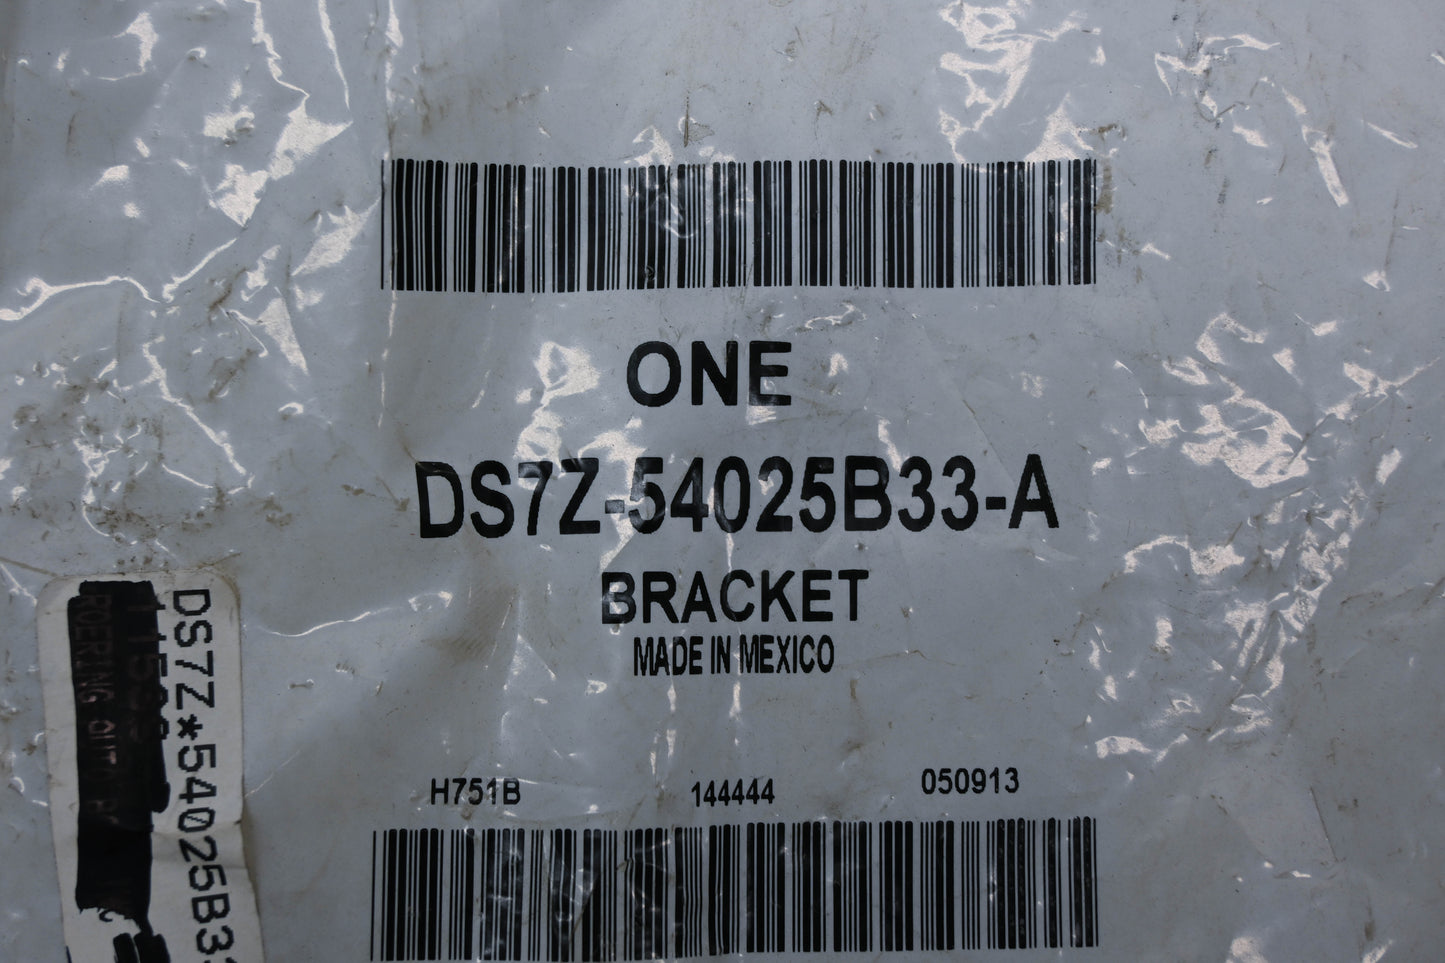 ONE
DS7Z-54025B33-A
BRACKET
MADE IN MEXICO
H751B 144444 050913
DS7Z*54025B3